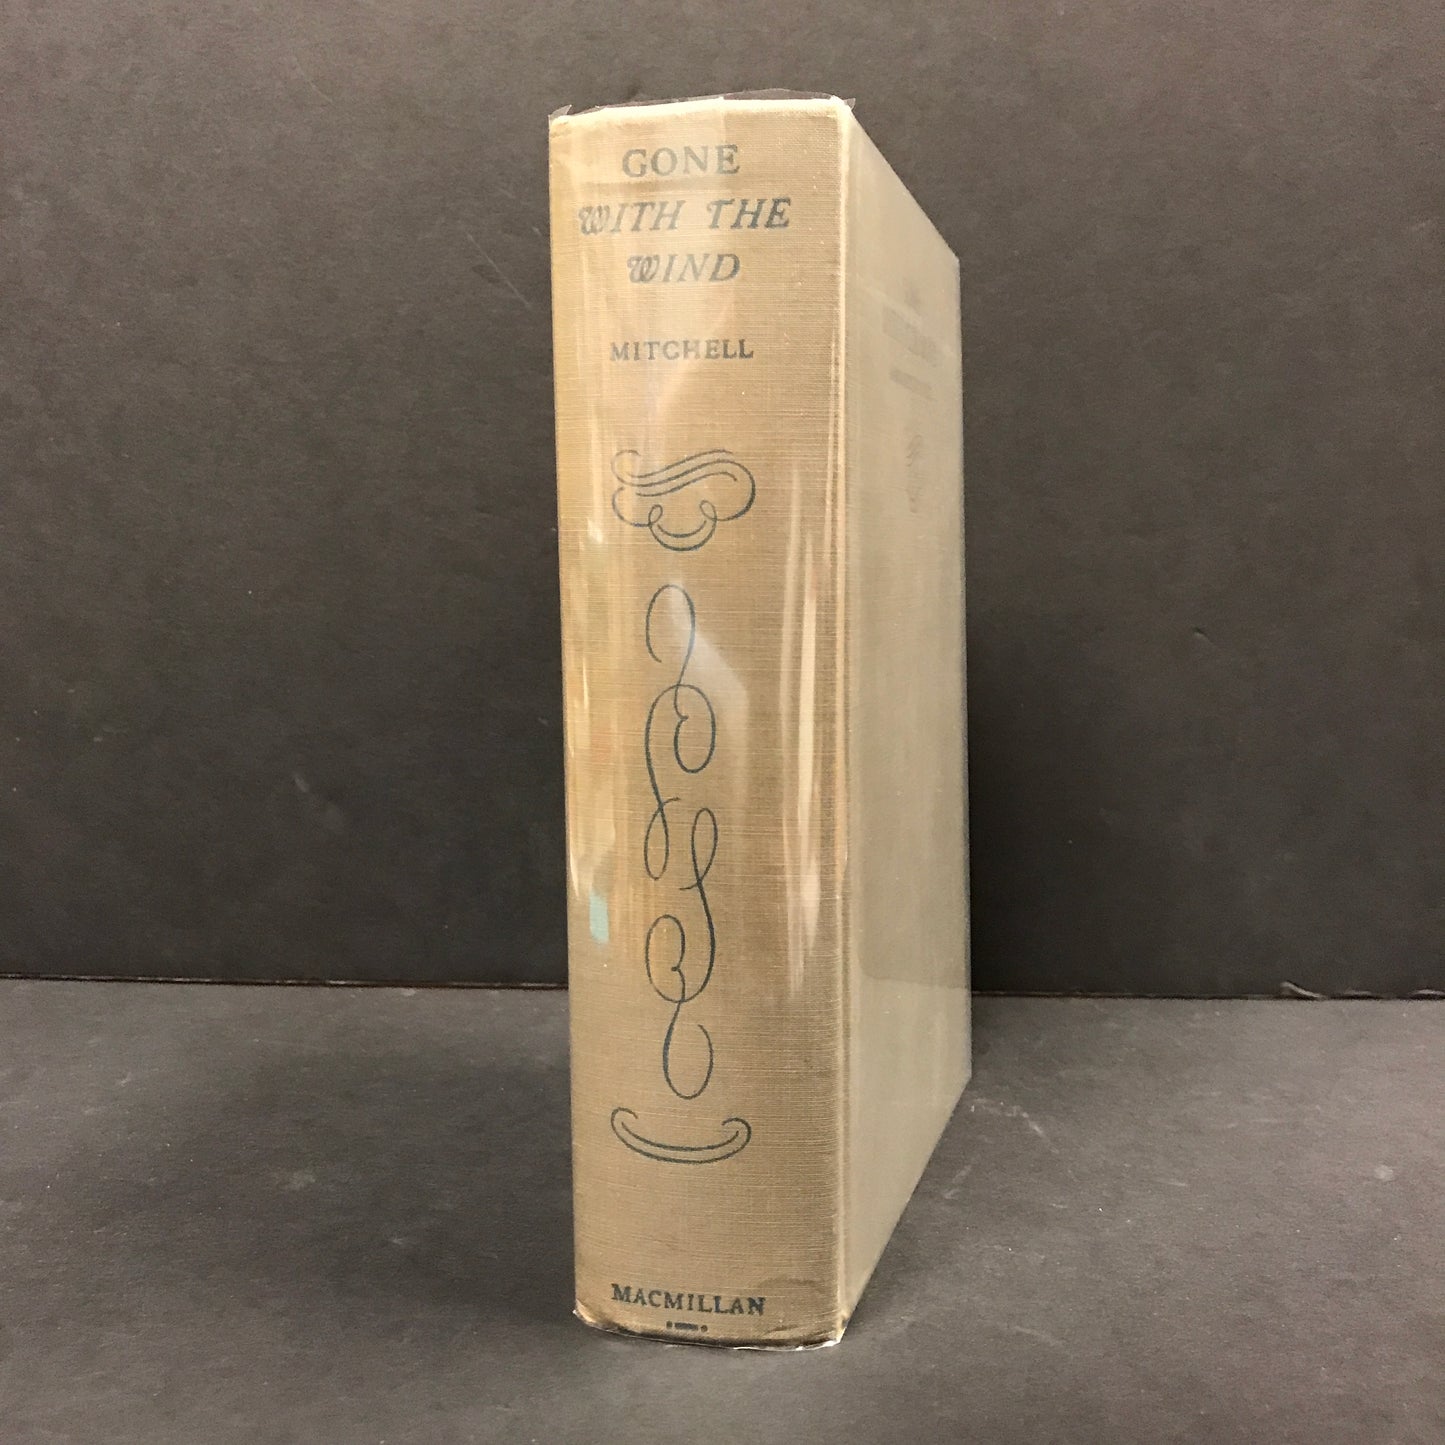 GONE
WITH THE
WIND
MITCHELL
MACMILLAN